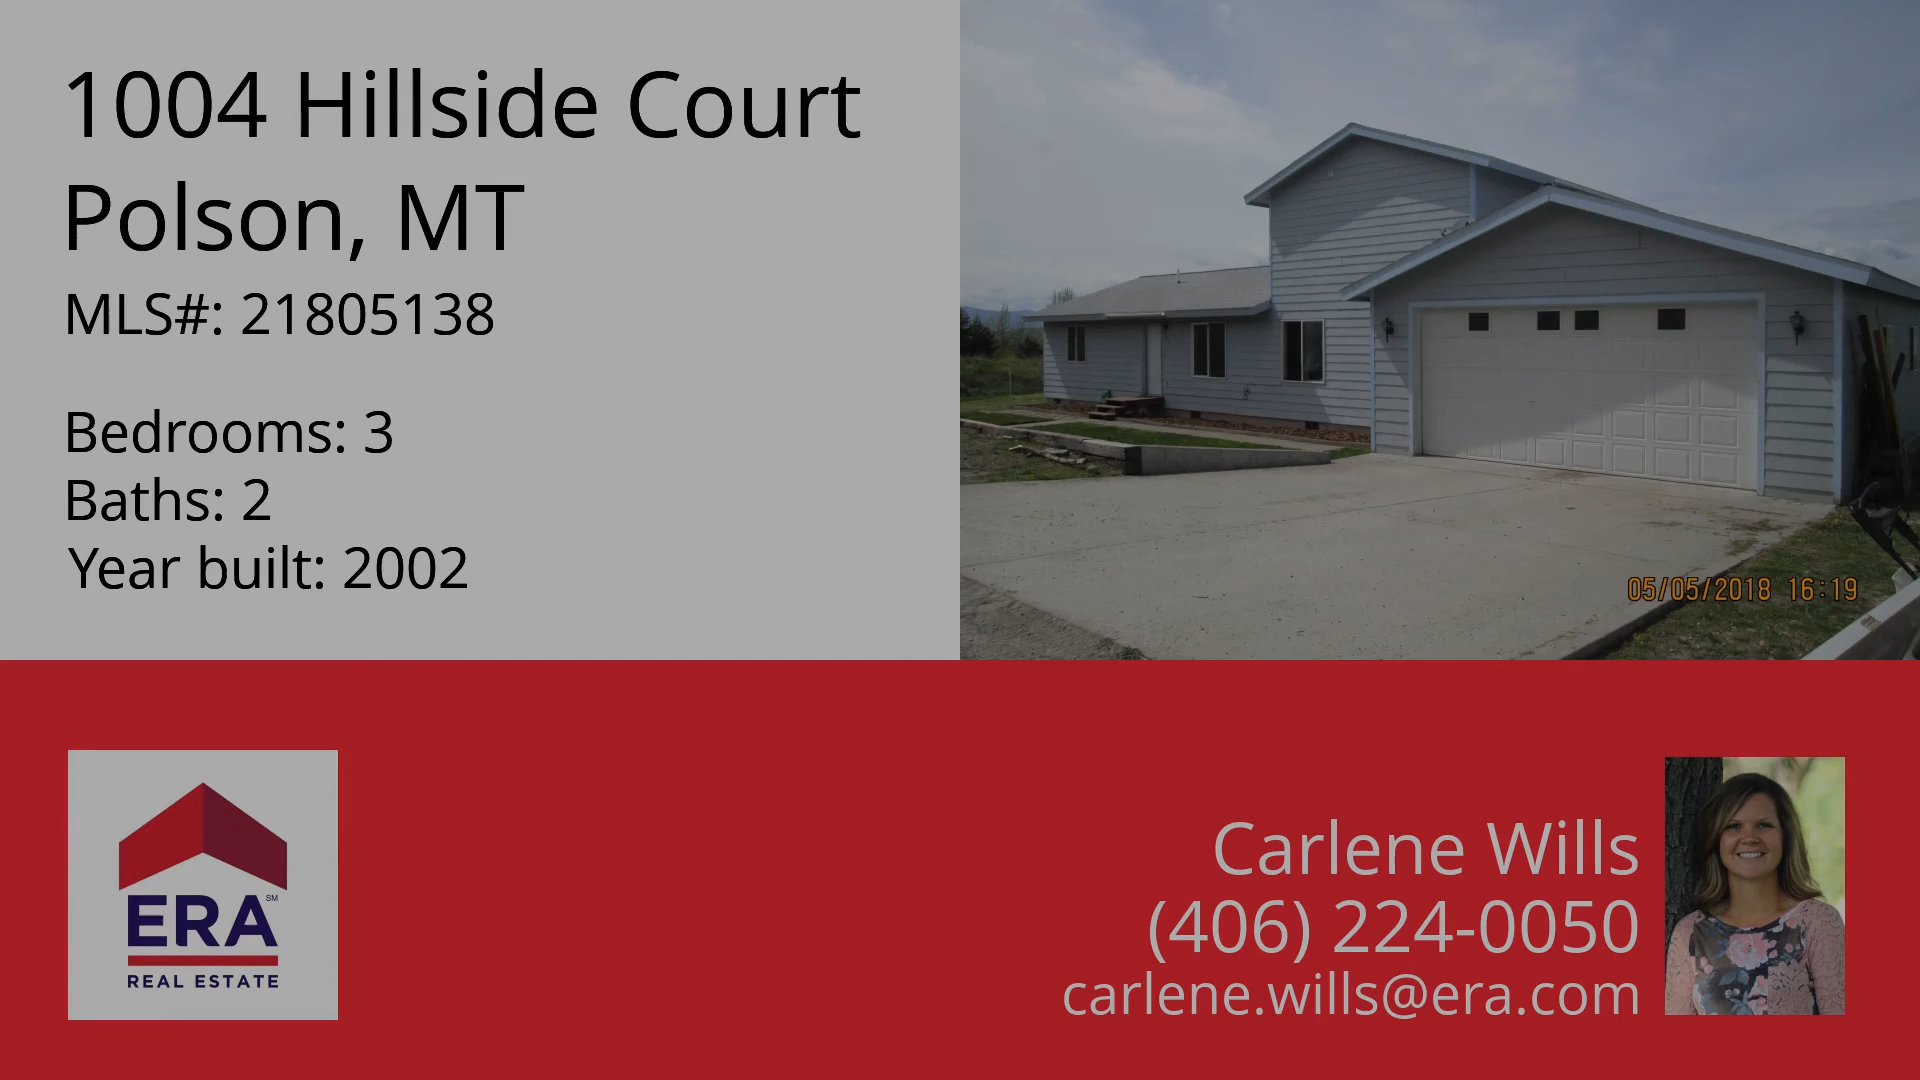 1004 Hillside Court
Polson, MT
MLS#: 21805138
Bedrooms: 3
Baths: 2
Year built: 2002
05/05/2018 16:19
ERA SM
REAL ESTATE
Carlene Wills
(406) 224-0050
carlene.wills@era.com